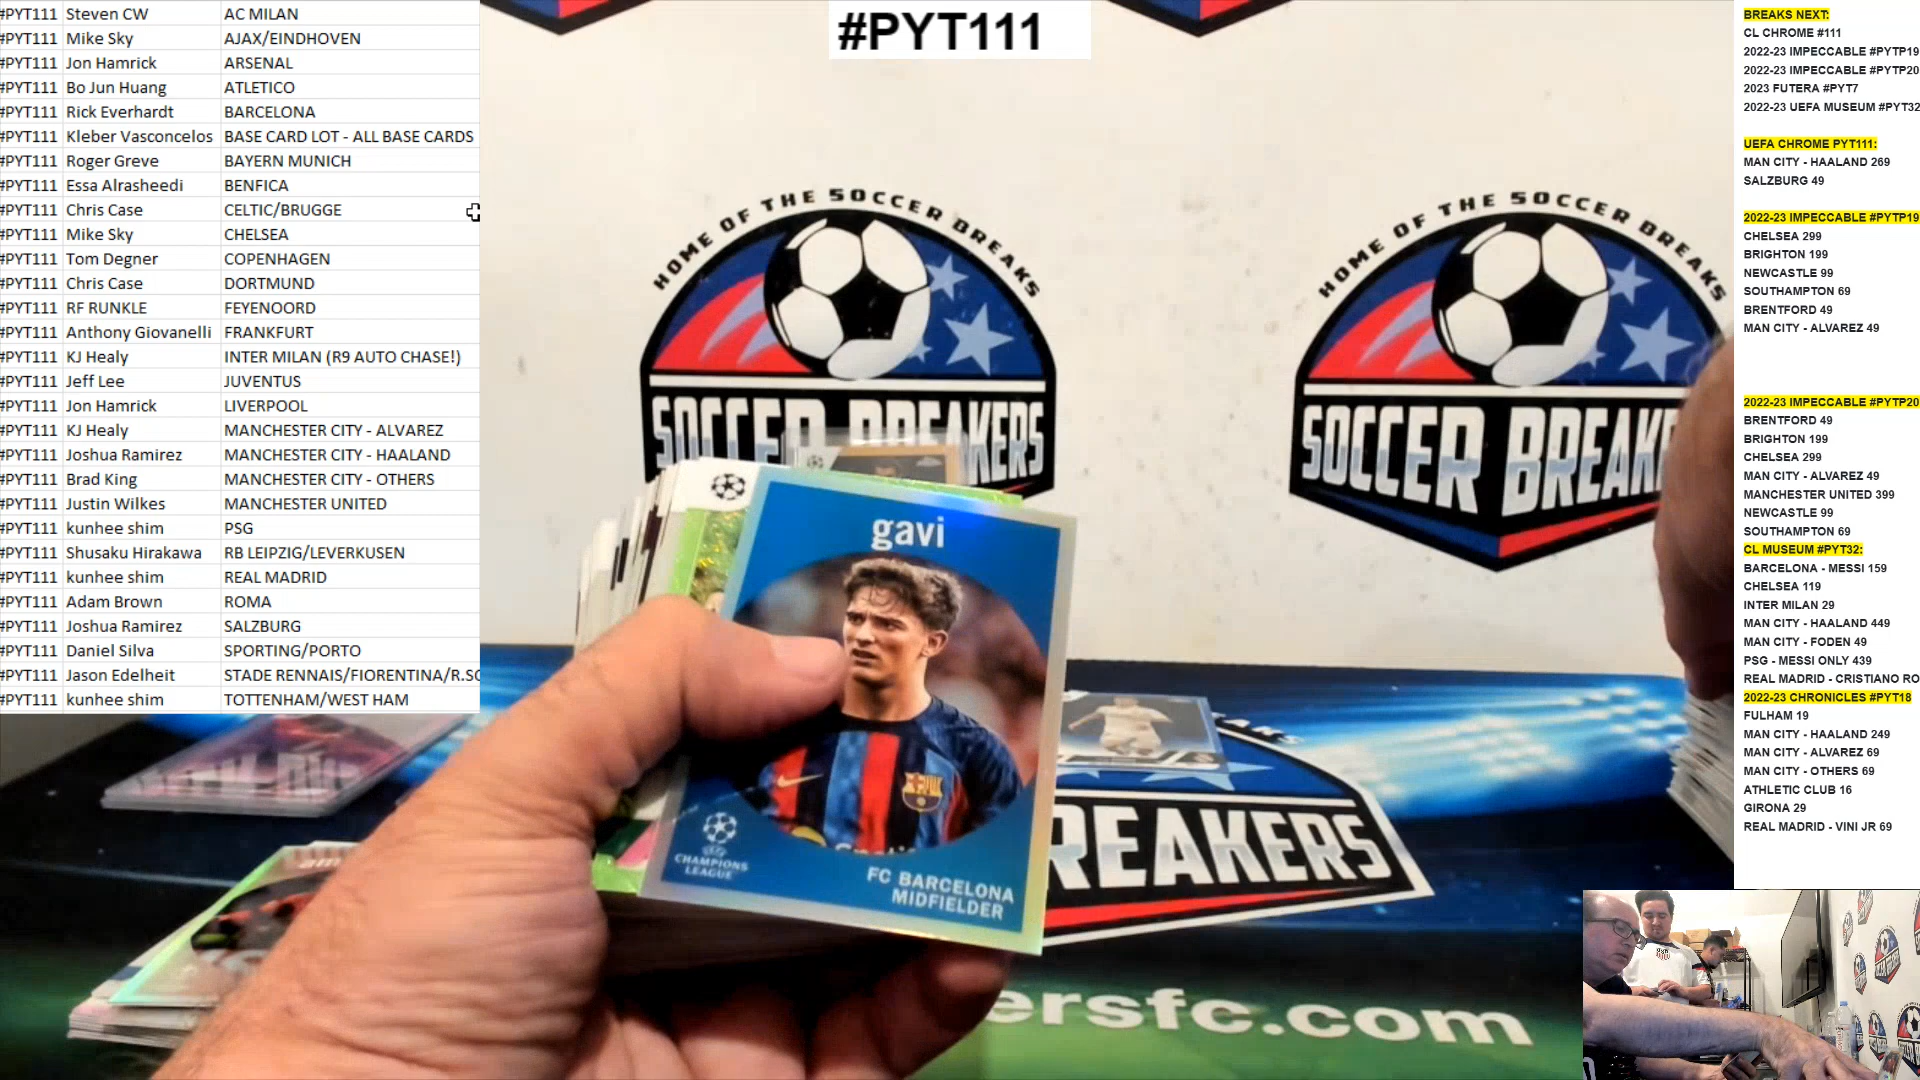 #PYT111 Steven CW AC MILAN
#PYT111 Mike Sky AJAX/EINDHOVEN
#PYT111 Jon Hamrick ARSENAL
#PYT111 Bo Jun Huang ATLETICO
#PYT111 Rick Everhardt BARCELONA
#PYT111 Kleber Vasconcelos BASE CARD LOT - ALL BASE CARDS
#PYT111 Roger Greve BAYERN MUNICH
#PYT111 Essa Alrasheedi BENFICA
#PYT111 Chris Case CELTIC/BRUGGE
#PYT111 Mike Sky CHELSEA
#PYT111 Tom Degner COPENHAGEN
#PYT111 Chris Case DORTMUND
#PYT111 RF RUNKLE FEYENOORD
#PYT111 Anthony Giovanelli FRANKFURT
#PYT111 KJ Healy INTER MILAN (R9 AUTO CHASE!)
#PYT111 Jeff Lee JUVENTUS
#PYT111 Jon Hamrick LIVERPOOL
#PYT111 KJ Healy MANCHESTER CITY - ALVAREZ
#PYT111 Joshua Ramirez MANCHESTER CITY - HAALAND
#PYT111 Brad King MANCHESTER CITY - OTHERS
#PYT111 Justin Wilkes MANCHESTER UNITED
#PYT111 kunhee shim PSG
#PYT111 Shusaku Hirakawa RB LEIPZIG/LEVERKUSEN
#PYT111 kunhee shim REAL MADRID
#PYT111 Adam Brown ROMA
#PYT111 Joshua Ramirez SALZBURG
#PYT111 Daniel Silva SPORTING/PORTO
#PYT111 Jason Edelheit STADE RENNAIS/FIORENTINA/R.SO
#PYT111 kunhee shim TOTTENHAM/WEST HAM
#PYT111
HOME OF THE SOCCER BREAKS
SOCCER BREAKERS
HOME OF THE SOCCER BREAKS
SOCCER BREAK
gavi
CHAMPIONS
LEAGUE
FC BARCELONA
MIDFIELDER
REAKERS
ersfc.com
BREAKS NEXT:
CL CHROME #111
2022-23 IMPECCABLE #PYTP19
2022-23 IMPECCABLE #PYTP20
2023 FUTERA #PYT7
2022-23 UEFA MUSEUM #PYT32
UEFA CHROME PYT111:
MAN CITY - HAALAND 269
SALZBURG 49
2022-23 IMPECCABLE #PYTP19
CHELSEA 299
BRIGHTON 199
NEWCASTLE 99
SOUTHAMPTON 69
BRENTFORD 49
MAN CITY - ALVAREZ 49
2022-23 IMPECCABLE #PYTP20
BRENTFORD 49
BRIGHTON 199
CHELSEA 299
MAN CITY - ALVAREZ 49
MANCHESTER UNITED 399
NEWCASTLE 99
SOUTHAMPTON 69
CL MUSEUM #PYT32:
BARCELONA - MESSI 159
CHELSEA 119
INTER MILAN 29
MAN CITY - HAALAND 449
MAN CITY - FODEN 49
PSG - MESSI ONLY 439
REAL MADRID - CRISTIANO RO
2022-23 CHRONICLES #PYT18
FULHAM 19
MAN CITY - HAALAND 249
MAN CITY - ALVAREZ 69
MAN CITY - OTHERS 69
ATHLETIC CLUB 16
GIRONA 29
REAL MADRID - VINI JR 69